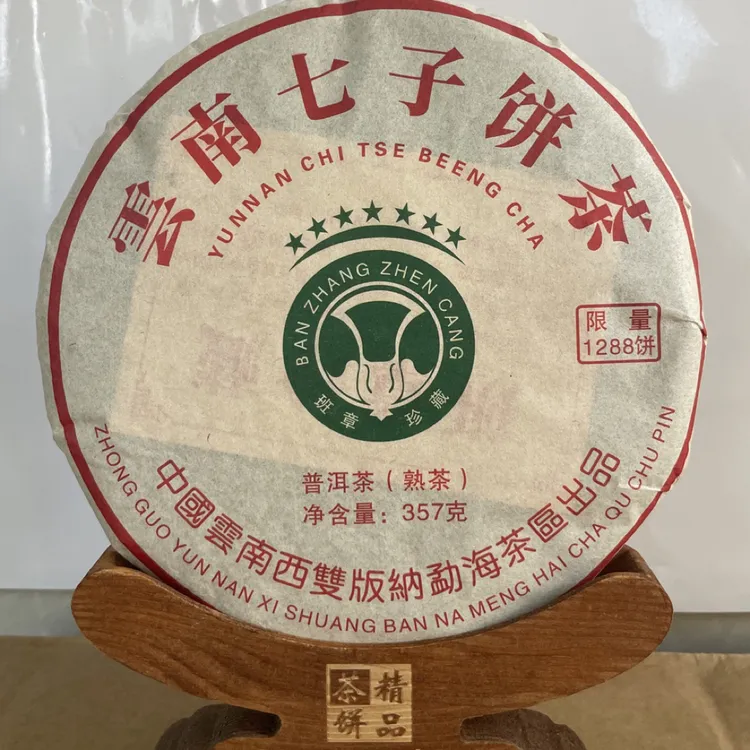 雲南七子饼茶
YUNNAN CHI TSE BEENG CHA
BAN ZHANG ZHEN CANG
班章 珍藏
限量
1288饼
普洱茶（熟茶）
净含量：357克
中國雲南西雙版納勐海茶區出品
ZHONG GUO YUN NAN XI SHUANG BAN NA MENG HAI CHA QU CHU PIN
精品
茶饼